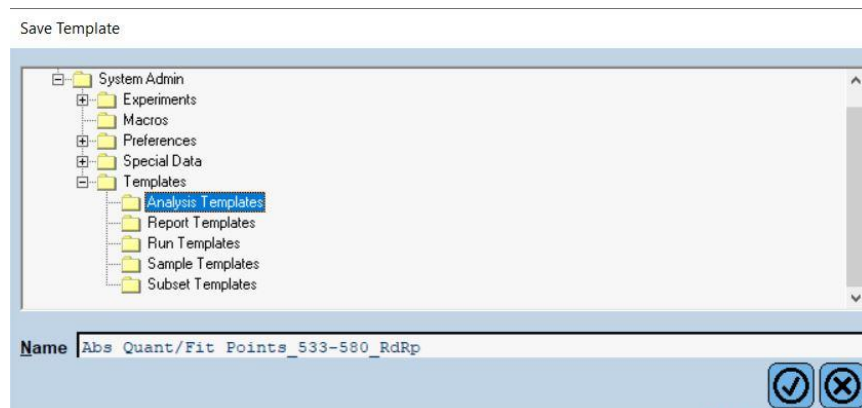 Save Template
System Admin
Experiments
Macros
Preferences
Special Data
Templates
Analysis Templates
Report Templates
Run Templates
Sample Templates
Subset Templates
Name Abs Quant/Fit Points_533-580_RdRp